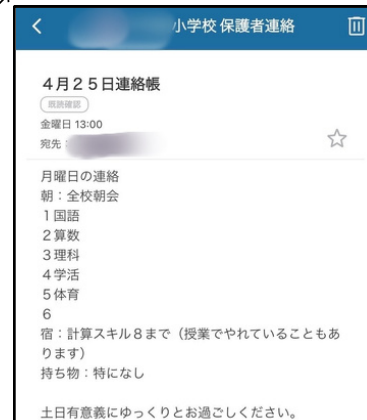 小学校 保護者連絡
4月25日連絡帳
既読確認
金曜日 13:00
宛先:
月曜日の連絡
朝:全校朝会
1国語
2算数
3理科
4学活
5体育
6
宿:計算スキル8まで(授業でやれていることもあ
ります)
持ち物:特になし
土日有意義にゆっくりとお過ごしください。